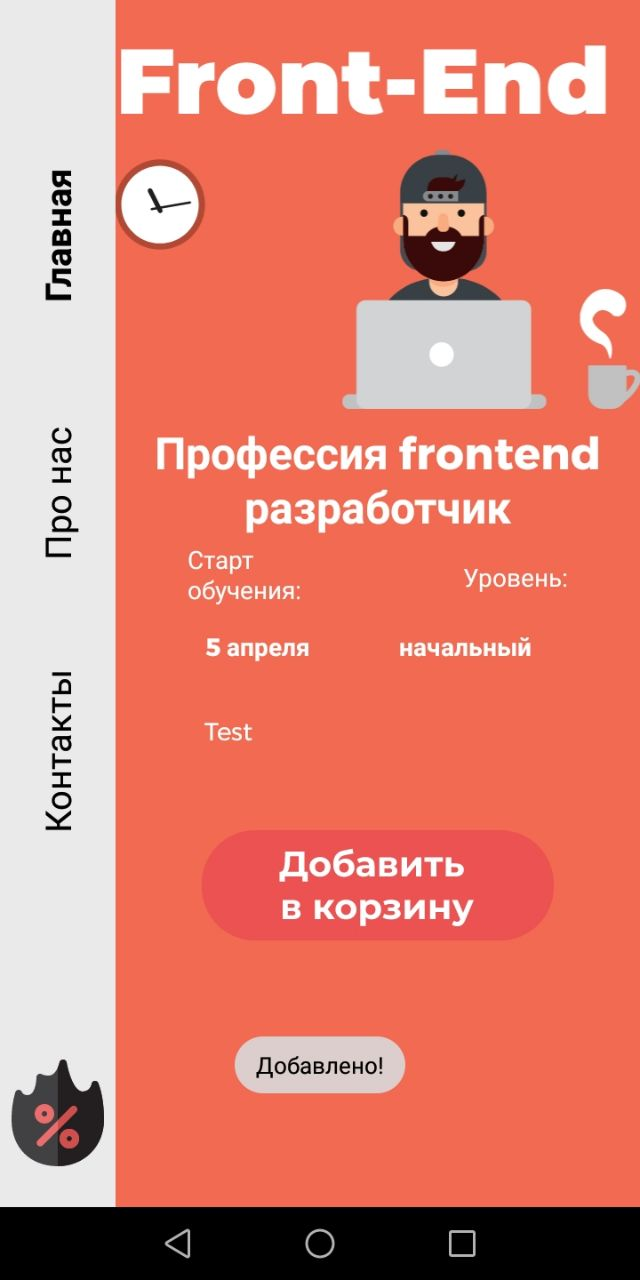 Front-End
Главная
Про нас
Контакты
Профессия frontend
разработчик
Старт
обучения:
Уровень:
5 апреля
начальный
Test
Добавить
в корзину
Добавлено!
%